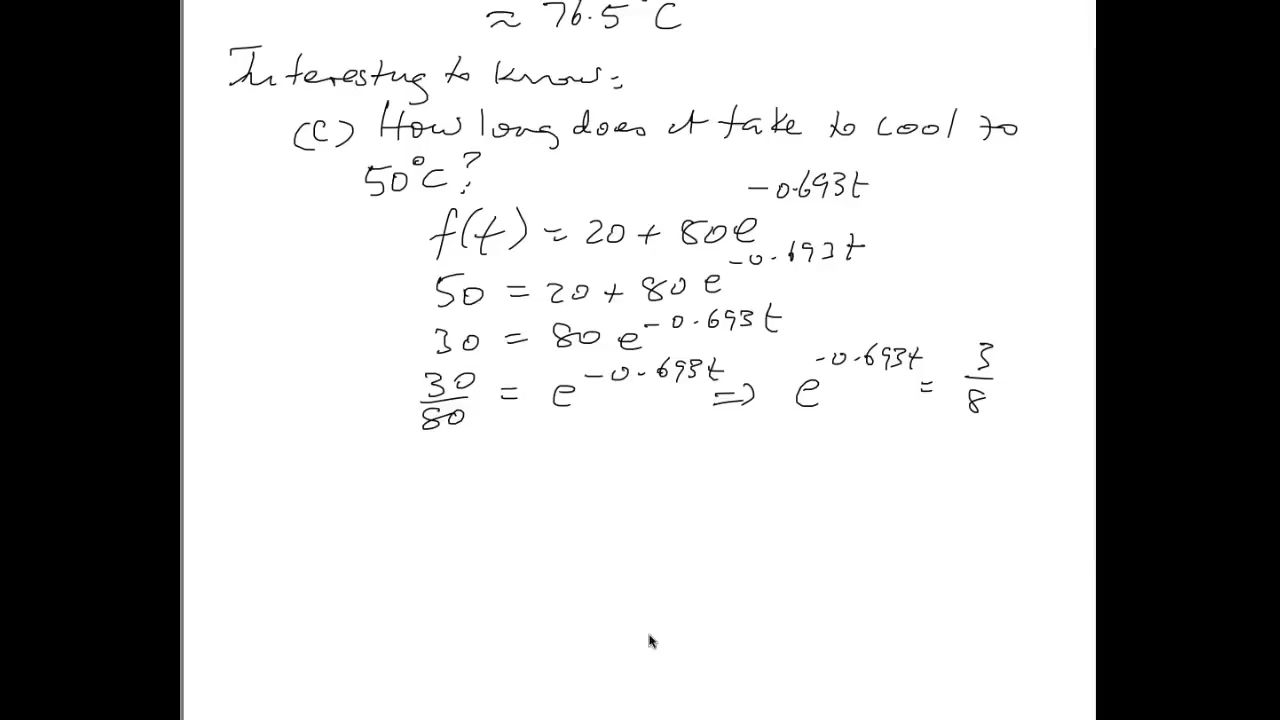 ≈ 76.5°C
Interesting to know:
(C) How long does it take to cool to
50°C?
f(t) = 20 + 80e^-0.693t
50 = 20 + 80 e^-0.693t
30 = 80 e^-0.693t
30/80 = e^-0.693t ⇒ e^-0.693t = 3/8